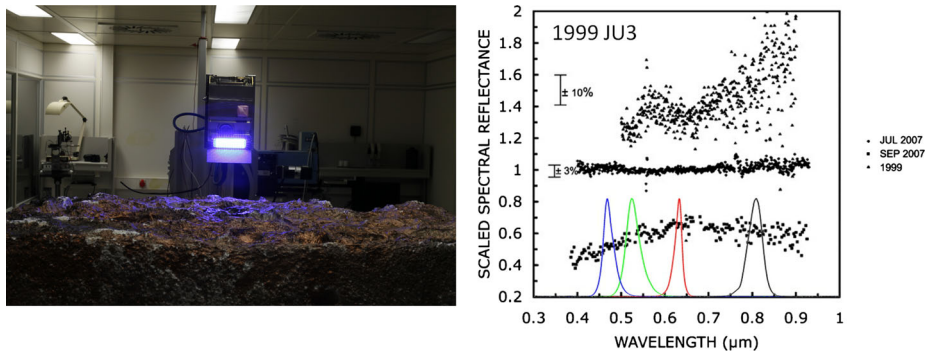 1999 JU3
SCALED SPECTRAL REFLECTANCE
2
1.8
1.6
1.4
1.2
1
0.8
0.6
0.4
0.2
± 10%
± 3%
0.3 0.4 0.5 0.6 0.7 0.8 0.9 1
WAVELENGTH (µm)
JUL 2007
SEP 2007
1999